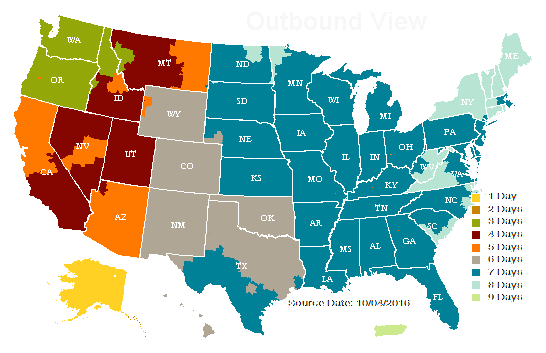 Outbound View
WA
OR
MT
ID
ND
MN
ME
WY
SD
WI
MI
NY
NV
UT
CA
CO
NE
IA
IL
IN
OH
PA
WV
VA
KS
MO
KY
NC
AZ
NM
OK
AR
TN
SC
TX
LA
MS
AL
GA
FL
1 Day
2 Days
3 Days
4 Days
5 Days
6 Days
7 Days
8 Days
9 Days
Source Date: 10/08/2016